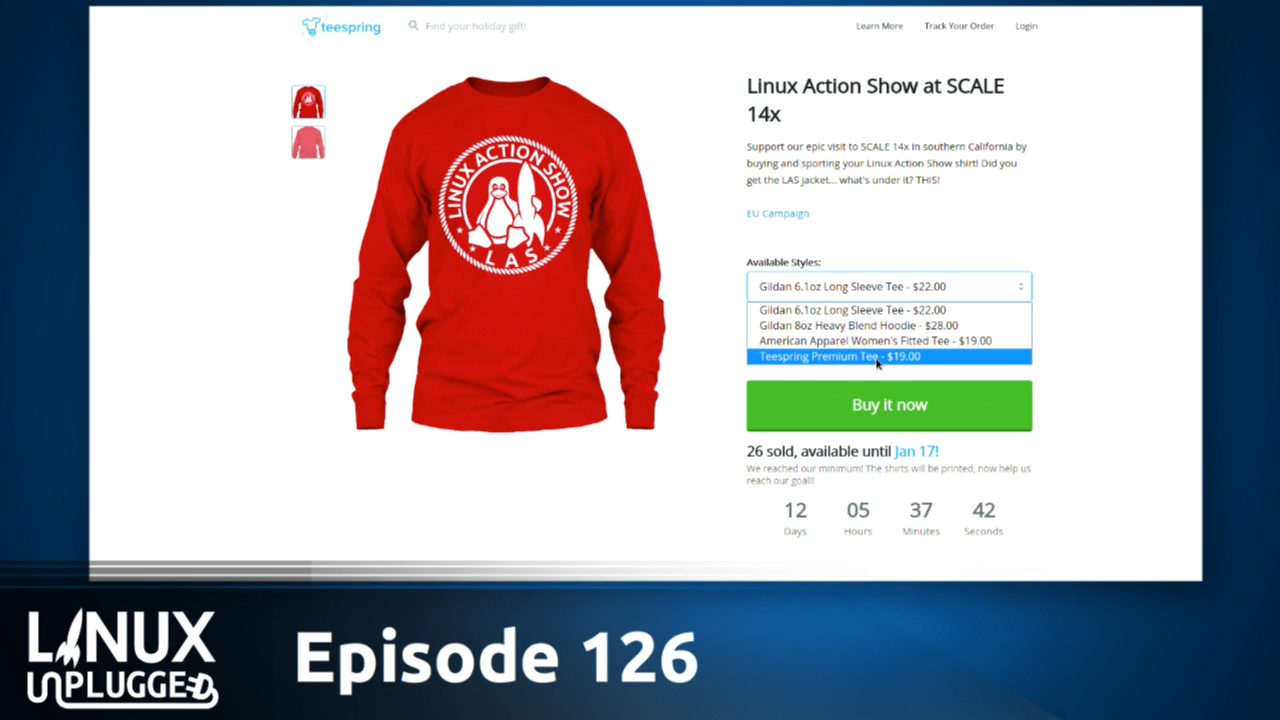 teespring
Find your holiday gift!
Learn More
Track Your Order
Login
Linux Action Show at SCALE
14x
Support our epic visit to SCALE 14x in southern California by
buying and sporting your Linux Action Show shirt! Did you
get the LAS jacket... what's under it? THIS!
EU Campaign
LINUX ACTION SHOW
LAS
Available Styles:
Gildan 6.1oz Long Sleeve Tee - $22.00
Gildan 6.1oz Long Sleeve Tee - $22.00
Gildan 8oz Heavy Blend Hoodie - $28.00
American Apparel Women's Fitted Tee - $19.00
Teespring Premium Tee - $19.00
Buy it now
26 sold, available until Jan 17!
We reached our minimum! The shirts will be printed, now help us
reach our goal!!
12 05 37 42
Days Hours Minutes Seconds
LINUX
UNPLUGGED
Episode 126